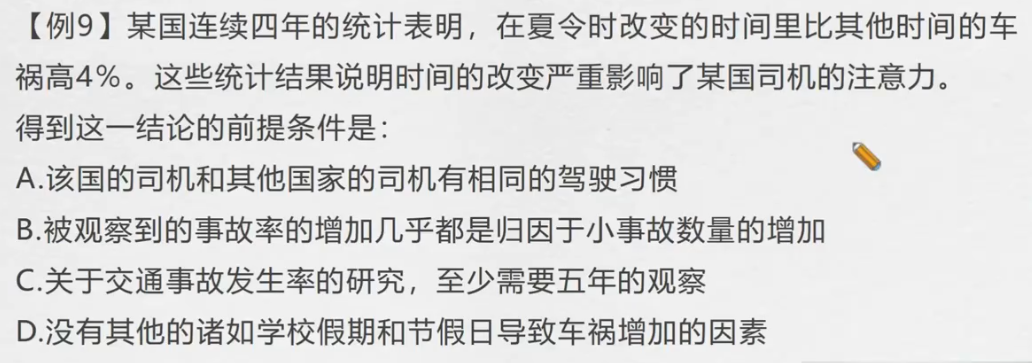 【例9】某国连续四年的统计表明，在夏令时改变的时间里比其他时间的车
祸高4%。这些统计结果说明时间的改变严重影响了某国司机的注意力。
得到这一结论的前提条件是：
A.该国的司机和其他国家的司机有相同的驾驶习惯
B.被观察到的事故率的增加几乎都是归因于小事故数量的增加
C.关于交通事故发生率的研究，至少需要五年的观察
D.没有其他的诸如学校假期和节假日导致车祸增加的因素